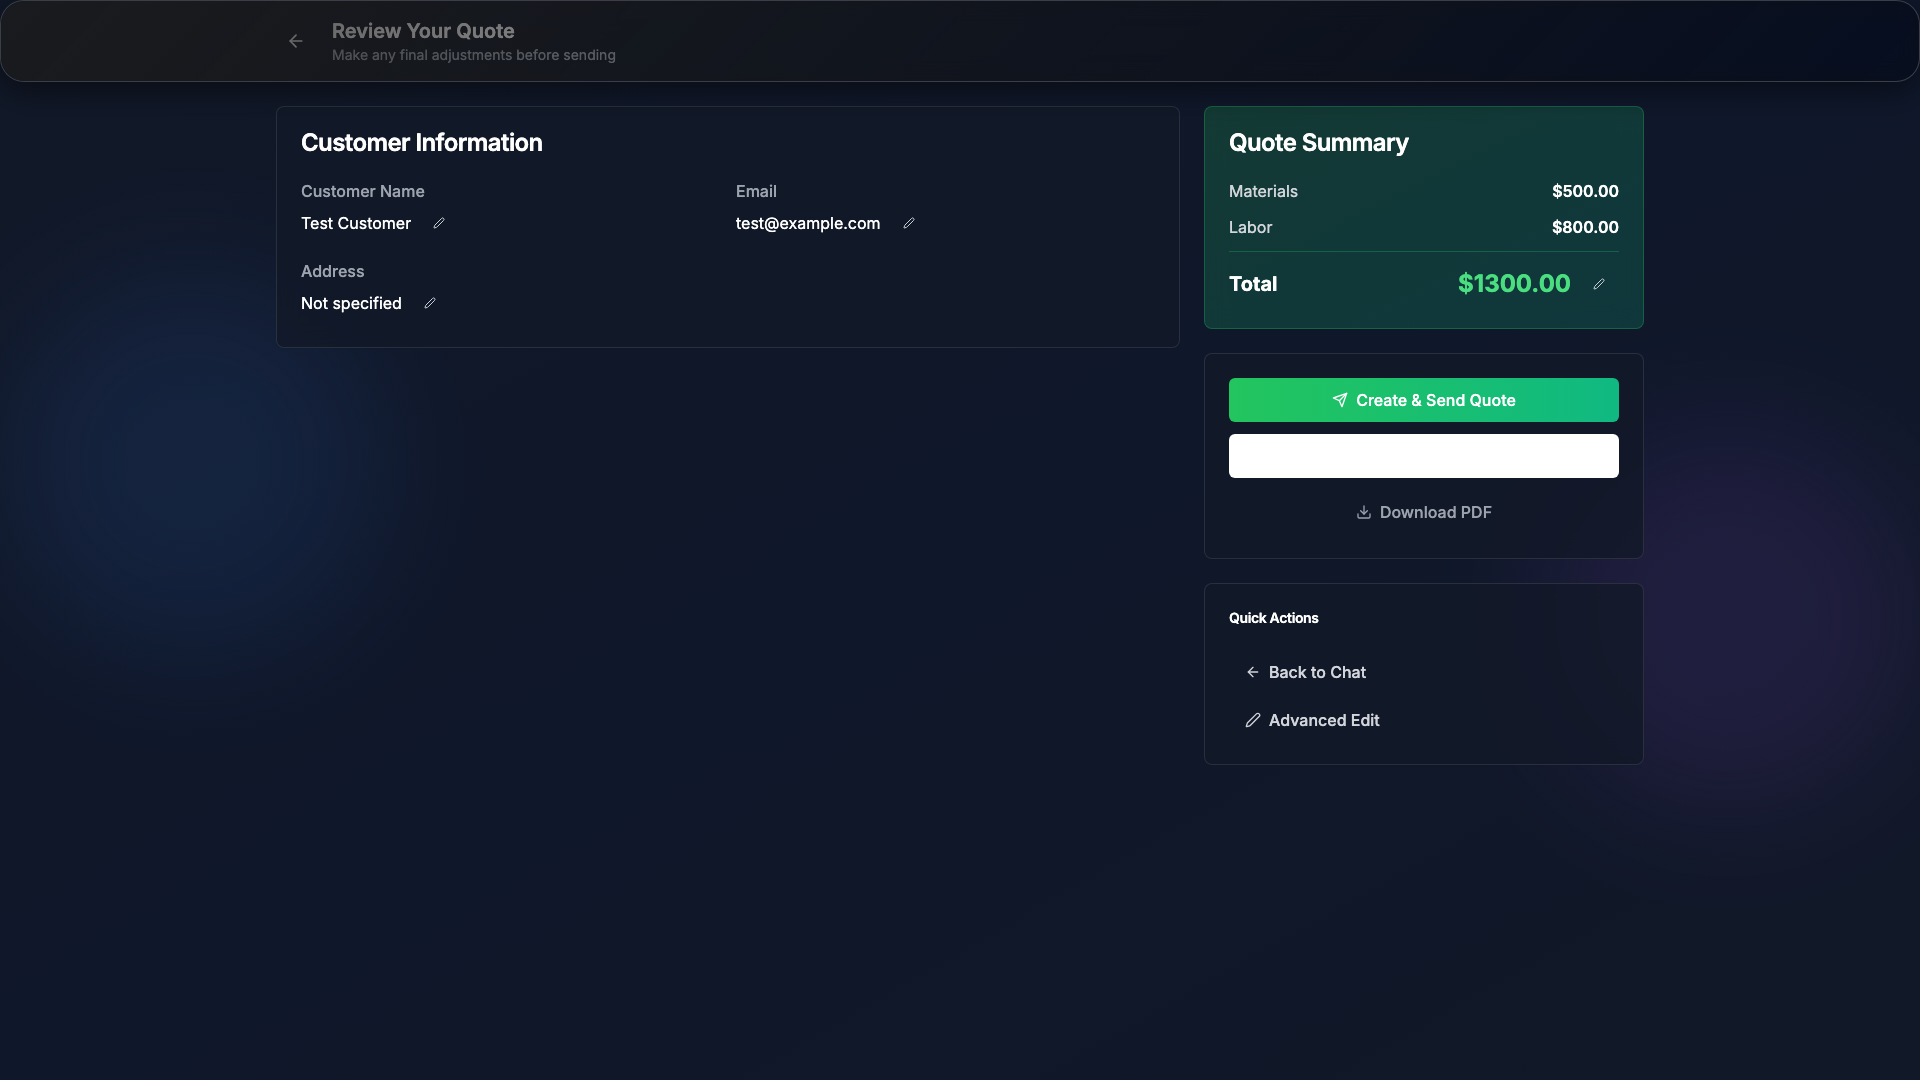 Review Your Quote
Make any final adjustments before sending
Customer Information
Customer Name
Test Customer
Email
test@example.com
Address
Not specified
Quote Summary
Materials $500.00
Labor $800.00
Total $1300.00
Create & Send Quote
Download PDF
Quick Actions
Back to Chat
Advanced Edit